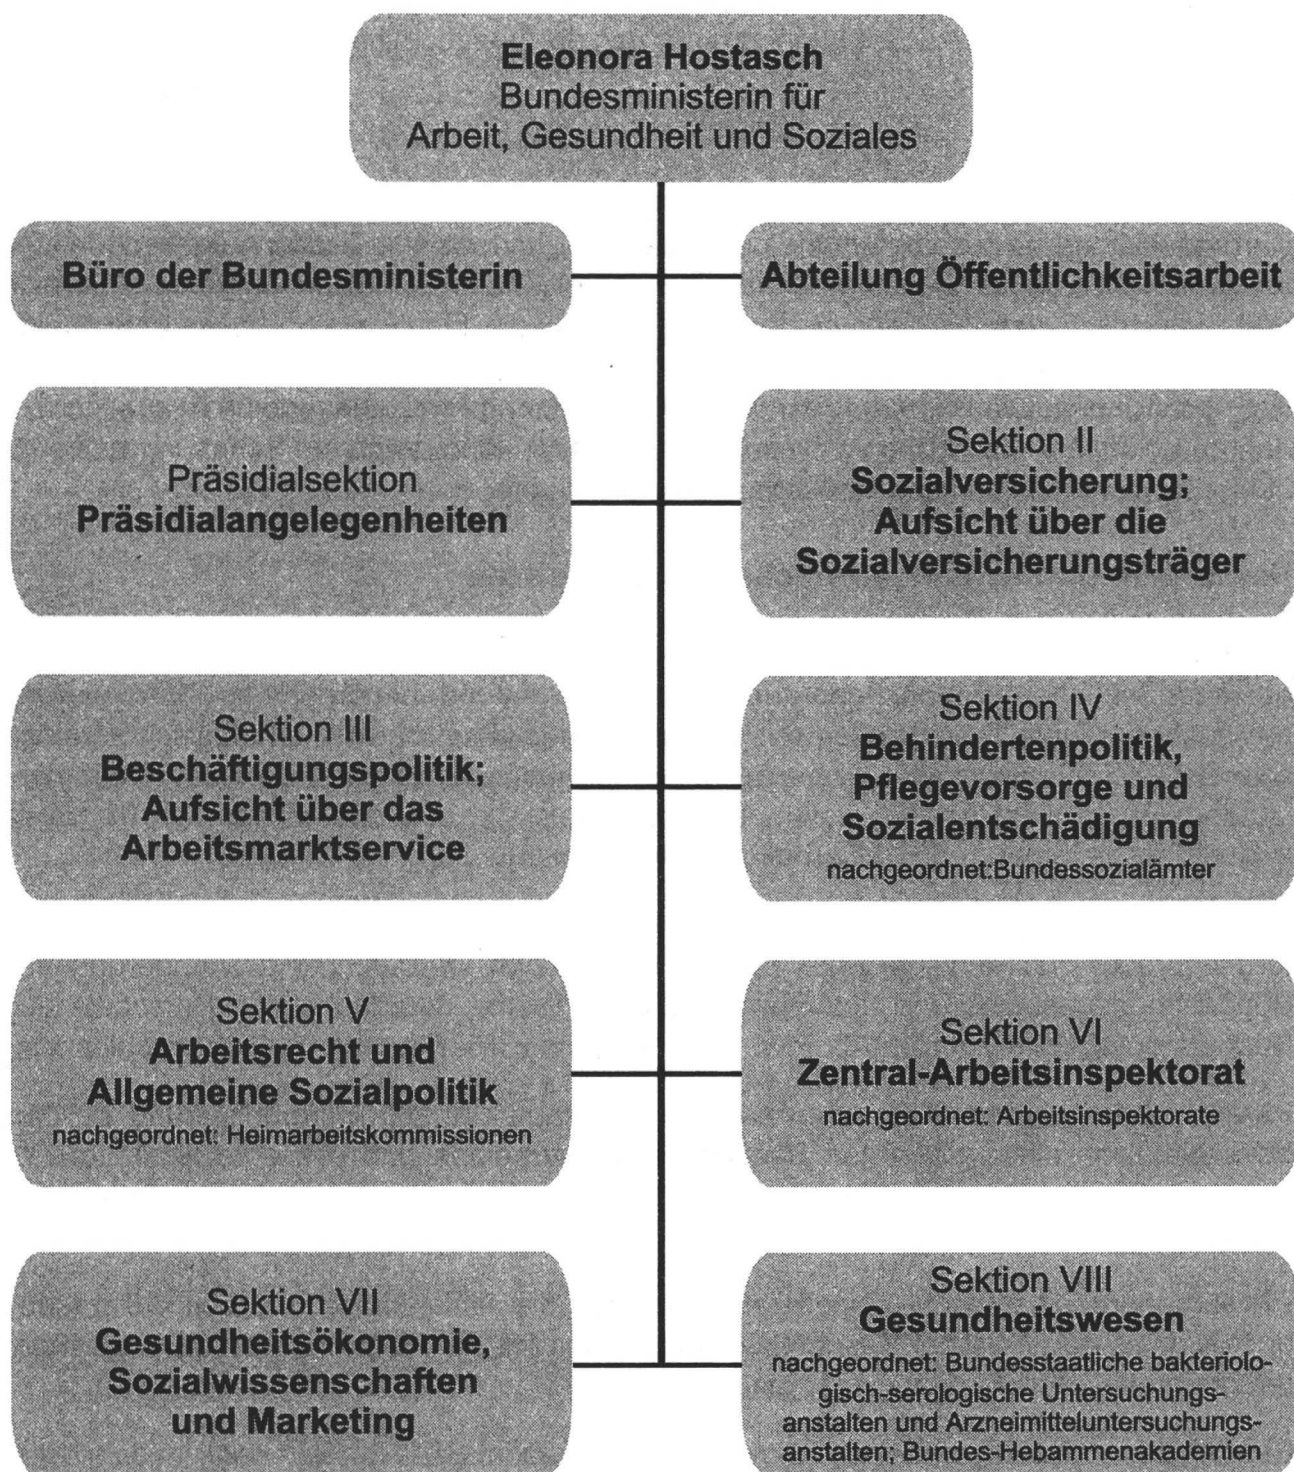 Eleonora Hostasch
Bundesministerin für
Arbeit, Gesundheit und Soziales
Büro der Bundesministerin
Abteilung Öffentlichkeitsarbeit
Präsidialsektion
Präsidialangelegenheiten
Sektion II
Sozialversicherung;
Aufsicht über die
Sozialversicherungsträger
Sektion III
Beschäftigungspolitik;
Aufsicht über das
Arbeitsmarktservice
Sektion IV
Behindertenpolitik,
Pflegevorsorge und
Sozialentschädigung
nachgeordnet:Bundessozialämter
Sektion V
Arbeitsrecht und
Allgemeine Sozialpolitik
nachgeordnet: Heimarbeitskommissionen
Sektion VI
Zentral-Arbeitsinspektorat
nachgeordnet: Arbeitsinspektorate
Sektion VII
Gesundheitsökonomie,
Sozialwissenschaften
und Marketing
Sektion VIII
Gesundheitswesen
nachgeordnet: Bundesstaatliche bakteriolo-
gisch-serologische Untersuchungs-
anstalten und Arzneimitteluntersuchungs-
anstalten; Bundes-Hebammenakademien